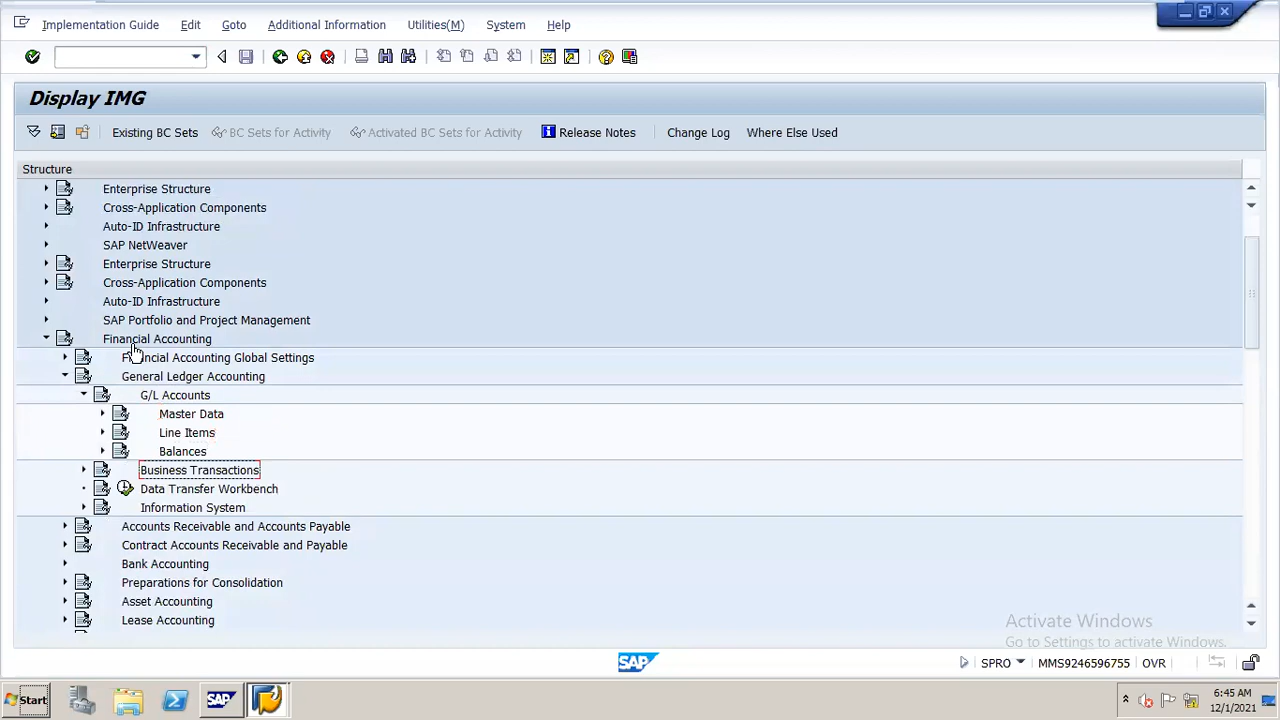 Implementation Guide Edit Goto Additional Information Utilities(M) System Help
Display IMG
Existing BC Sets BC Sets for Activity Activated BC Sets for Activity Release Notes Change Log Where Else Used
Structure
Enterprise Structure
Cross-Application Components
Auto-ID Infrastructure
SAP NetWeaver
Enterprise Structure
Cross-Application Components
Auto-ID Infrastructure
SAP Portfolio and Project Management
Financial Accounting
Financial Accounting Global Settings
General Ledger Accounting
G/L Accounts
Master Data
Line Items
Balances
Business Transactions
Data Transfer Workbench
Information System
Accounts Receivable and Accounts Payable
Contract Accounts Receivable and Payable
Bank Accounting
Preparations for Consolidation
Asset Accounting
Lease Accounting
Activate Windows
Go to Settings to activate Windows.
SAP SPRO MMS9246596755 OVR
Start SAP 6:45 AM
12/1/2021